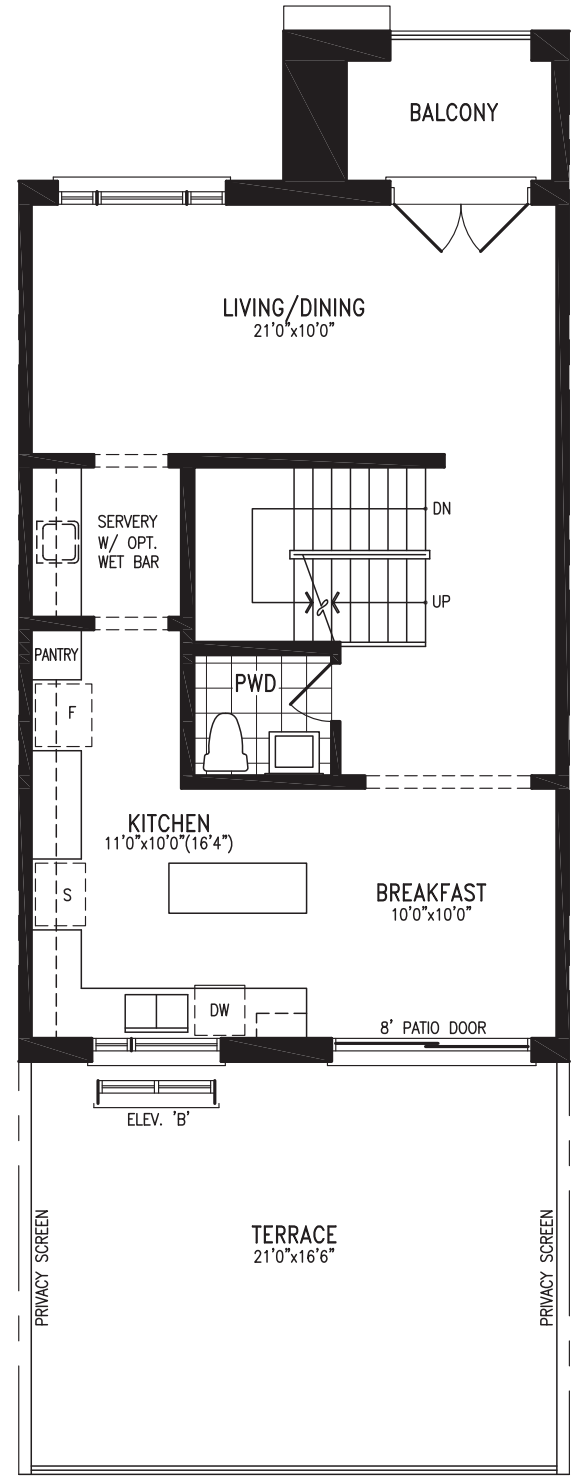 BALCONY
LIVING/DINING
21'0"x10'0"
DN
SERVERY
W/ OPT.
WET BAR
UP
PANTRY
PWD
F
KITCHEN
11'0"x10'0"(16'4")
S
BREAKFAST
10'0"x10'0"
DW
8' PATIO DOOR
ELEV. 'B'
PRIVACY SCREEN
TERRACE
21'0"x16'6"
PRIVACY SCREEN